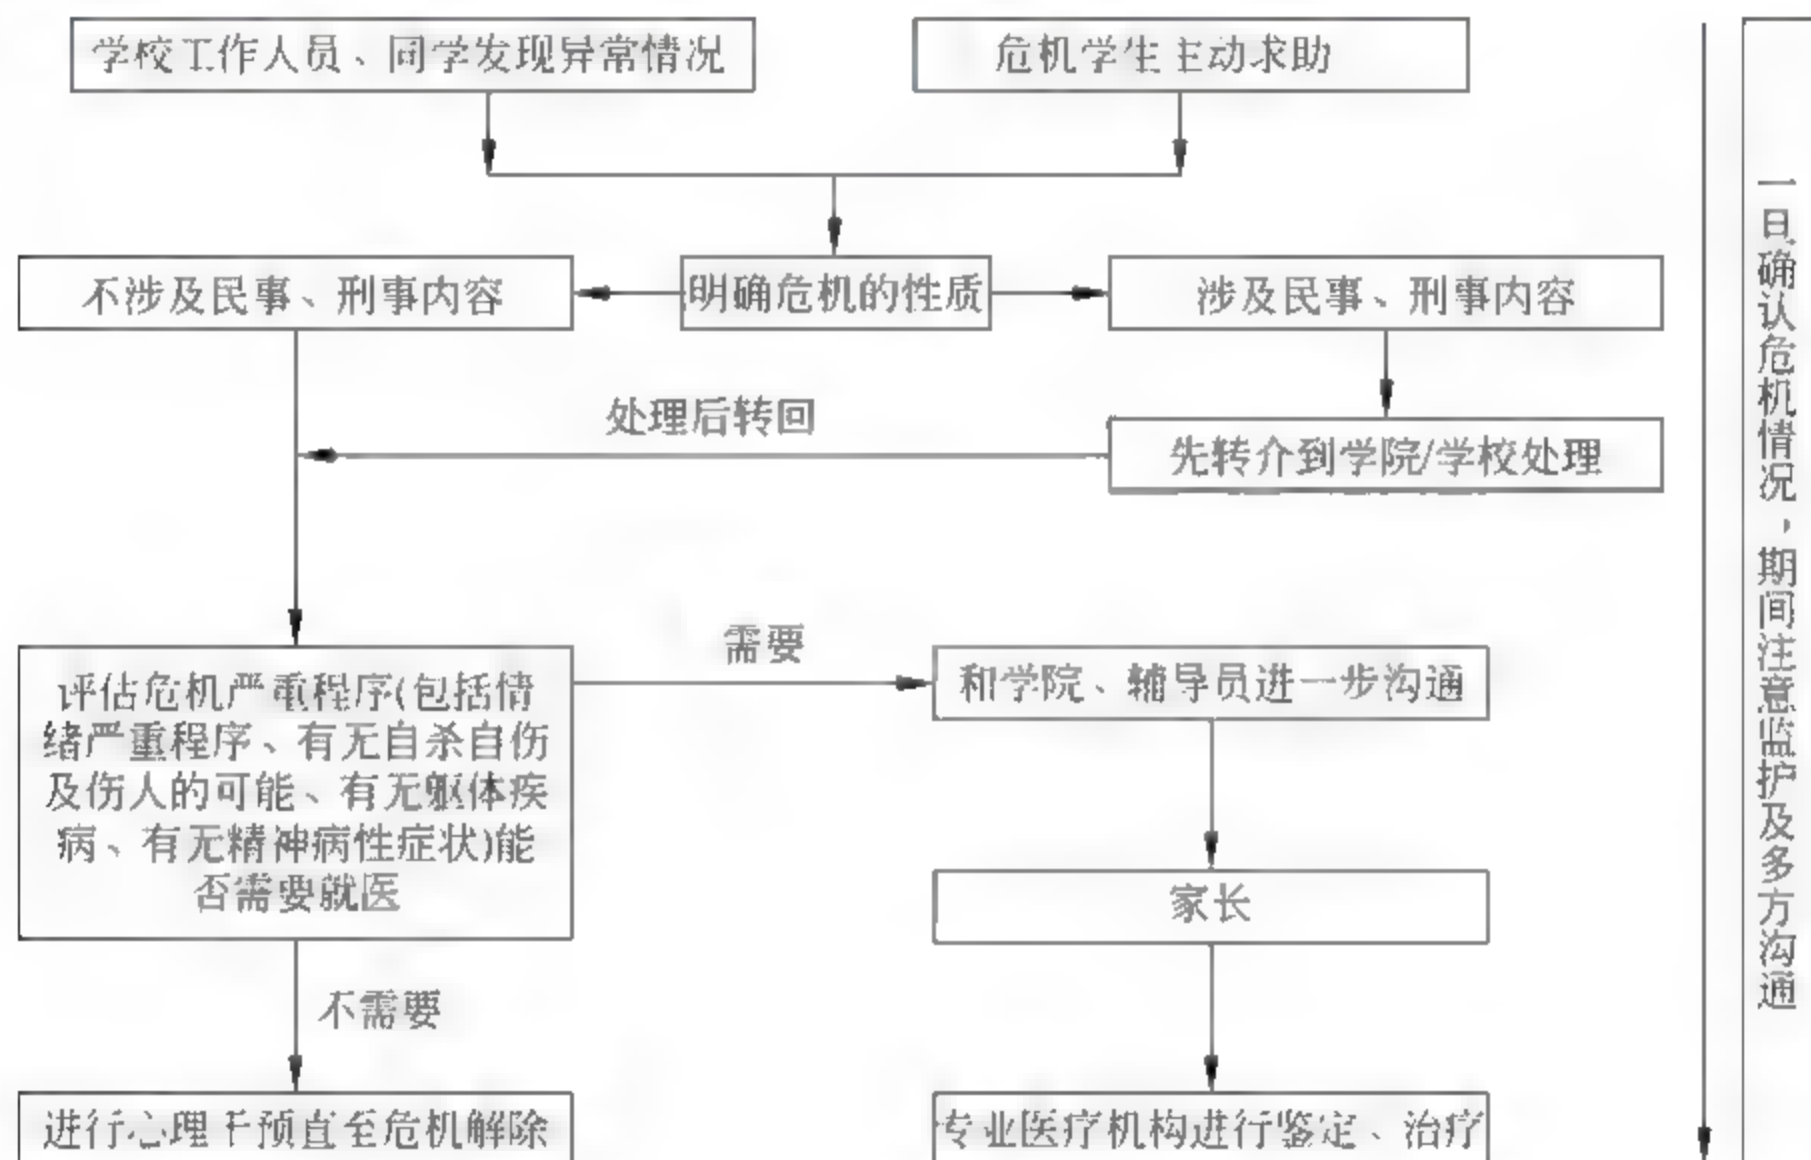 学校工作人员、同学发现异常情况
危机学生主动求助
不涉及民事、刑事内容
明确危机的性质
涉及民事、刑事内容
处理后转回
先转介到学院/学校处理
需要
评估危机严重程序(包括情
绪严重程序、有无自杀自伤
及伤人的可能、有无躯体疾
病、有无精神病性症状)能
否需要就医
和学院、辅导员进一步沟通
家长
不需要
进行心理干预直至危机解除
专业医疗机构进行鉴定、治疗
一旦确认危机情况，期间注意监护及多方沟通